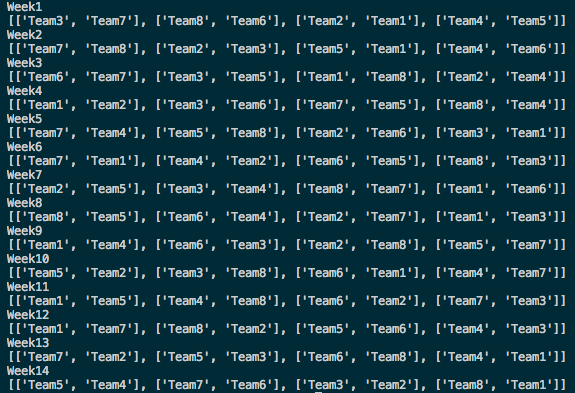 Week1
[['Team3', 'Team7'], ['Team8', 'Team6'], ['Team2', 'Team1'], ['Team4', 'Team5']]
Week2
[['Team7', 'Team8'], ['Team2', 'Team3'], ['Team5', 'Team1'], ['Team4', 'Team6']]
Week3
[['Team6', 'Team7'], ['Team3', 'Team5'], ['Team1', 'Team8'], ['Team2', 'Team4']]
Week4
[['Team1', 'Team2'], ['Team3', 'Team6'], ['Team7', 'Team5'], ['Team8', 'Team4']]
Week5
[['Team7', 'Team4'], ['Team5', 'Team8'], ['Team2', 'Team6'], ['Team3', 'Team1']]
Week6
[['Team7', 'Team1'], ['Team4', 'Team2'], ['Team6', 'Team5'], ['Team8', 'Team3']]
Week7
[['Team2', 'Team5'], ['Team3', 'Team4'], ['Team8', 'Team7'], ['Team1', 'Team6']]
Week8
[['Team8', 'Team5'], ['Team6', 'Team4'], ['Team2', 'Team7'], ['Team1', 'Team3']]
Week9
[['Team1', 'Team4'], ['Team6', 'Team3'], ['Team2', 'Team8'], ['Team5', 'Team7']]
Week10
[['Team5', 'Team2'], ['Team3', 'Team8'], ['Team6', 'Team1'], ['Team4', 'Team7']]
Week11
[['Team1', 'Team5'], ['Team4', 'Team8'], ['Team6', 'Team2'], ['Team7', 'Team3']]
Week12
[['Team1', 'Team7'], ['Team8', 'Team2'], ['Team5', 'Team6'], ['Team4', 'Team3']]
Week13
[['Team7', 'Team2'], ['Team5', 'Team3'], ['Team6', 'Team8'], ['Team4', 'Team1']]
Week14
[['Team5', 'Team4'], ['Team7', 'Team6'], ['Team3', 'Team2'], ['Team8', 'Team1']]